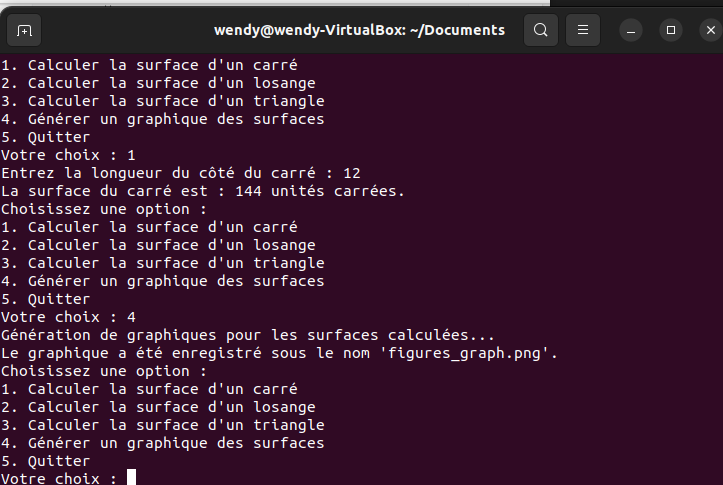 wendy@wendy-VirtualBox: ~/Documents
1. Calculer la surface d'un carré
2. Calculer la surface d'un losange
3. Calculer la surface d'un triangle
4. Générer un graphique des surfaces
5. Quitter
Votre choix : 1
Entrez la longueur du côté du carré : 12
La surface du carré est : 144 unités carrées.
Choisissez une option :
1. Calculer la surface d'un carré
2. Calculer la surface d'un losange
3. Calculer la surface d'un triangle
4. Générer un graphique des surfaces
5. Quitter
Votre choix : 4
Génération de graphiques pour les surfaces calculées...
Le graphique a été enregistré sous le nom 'figures_graph.png'.
Choisissez une option :
1. Calculer la surface d'un carré
2. Calculer la surface d'un losange
3. Calculer la surface d'un triangle
4. Générer un graphique des surfaces
5. Quitter
Votre choix :